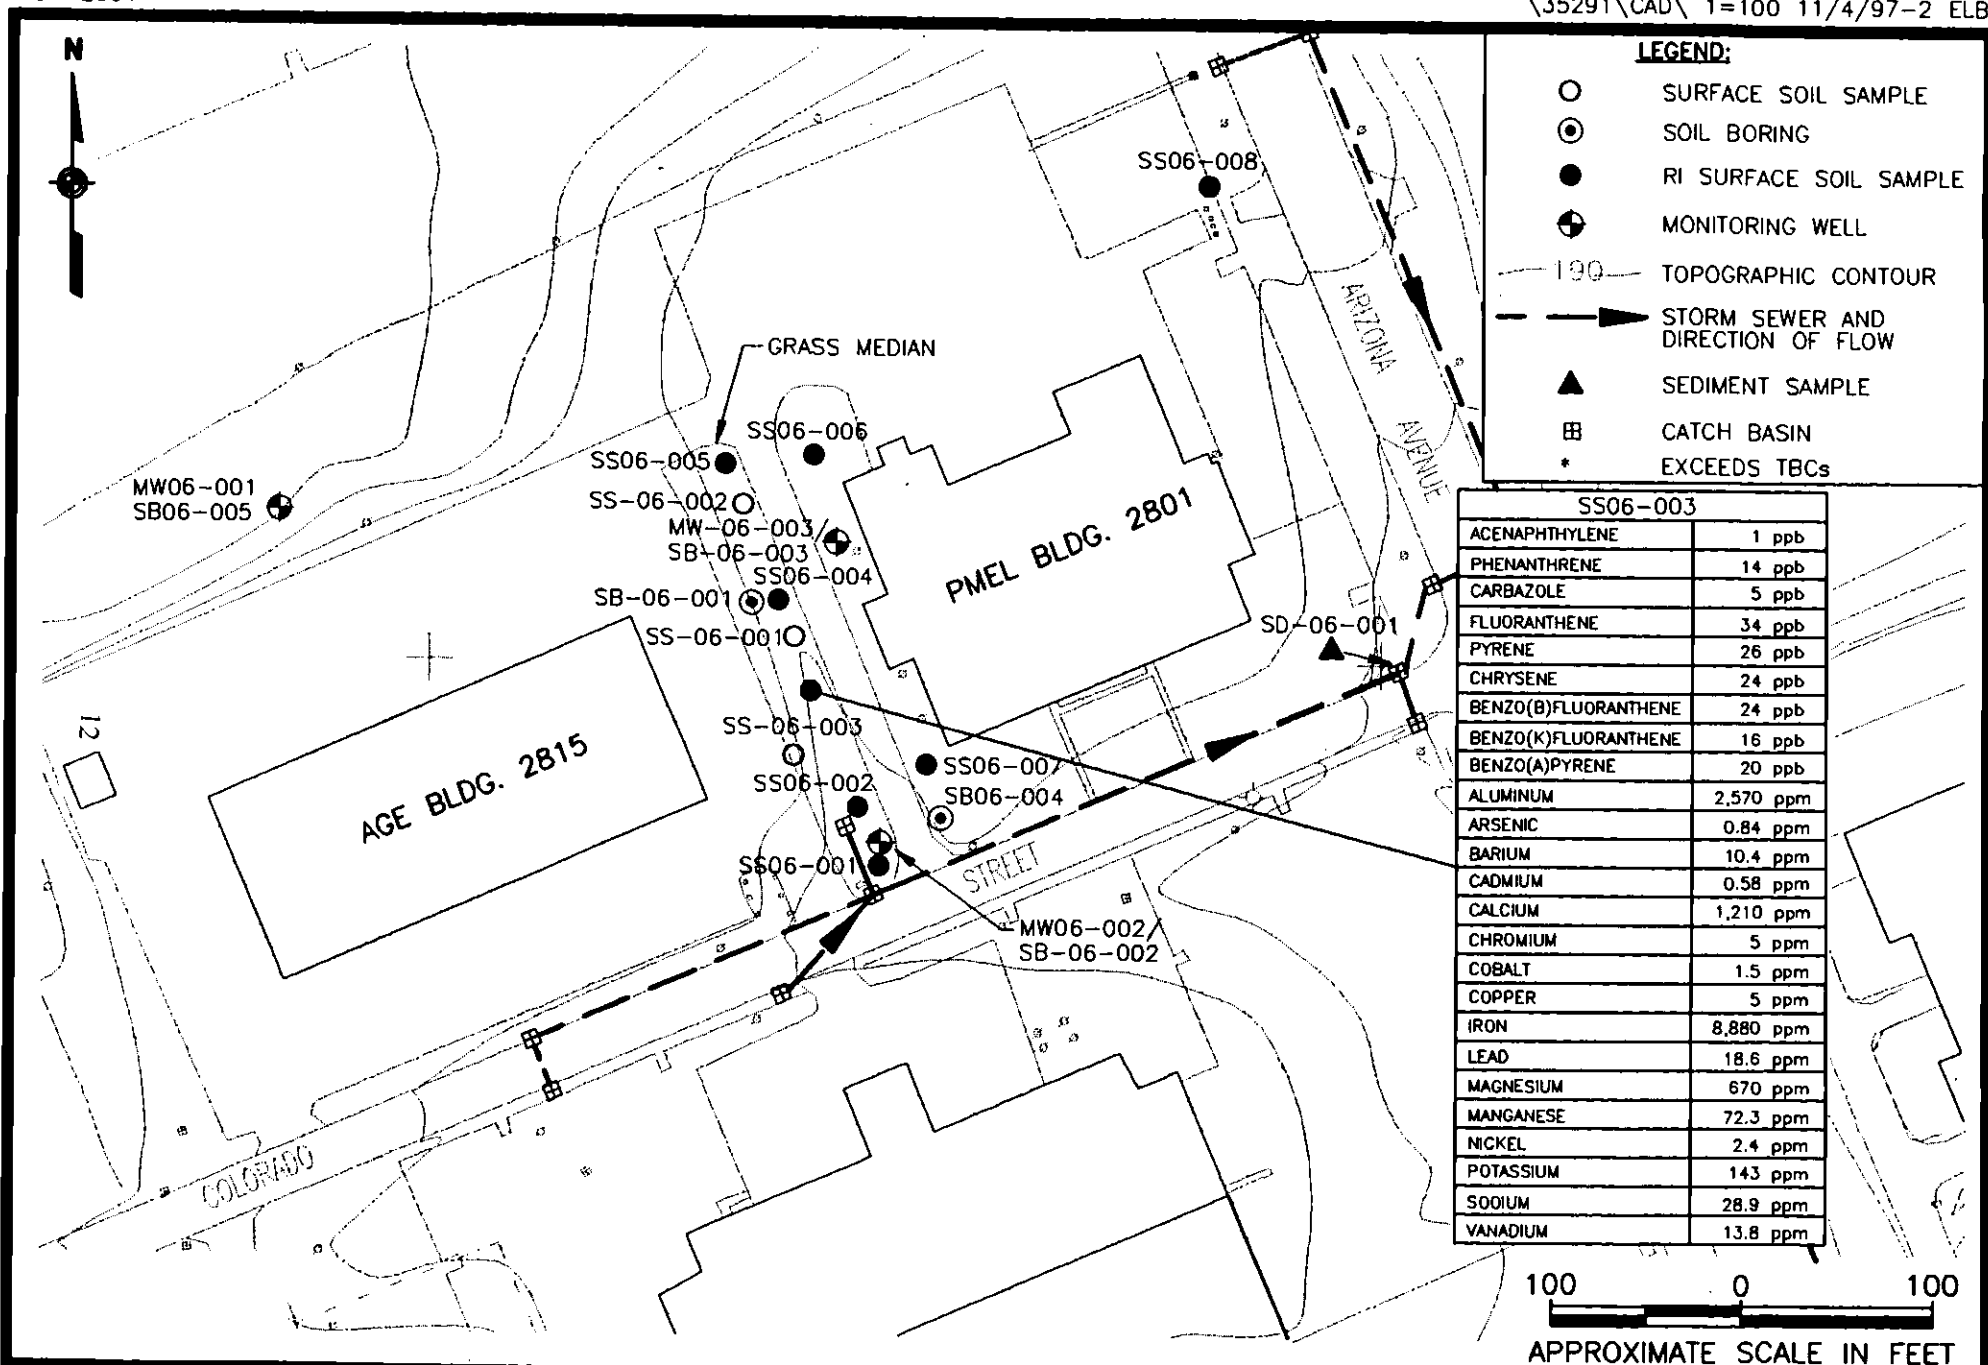 \35291\CAD\ 1=100 11/4/97-2 ELB
N
LEGEND:
SURFACE SOIL SAMPLE
SOIL BORING
RI SURFACE SOIL SAMPLE
MONITORING WELL
190 TOPOGRAPHIC CONTOUR
STORM SEWER AND
DIRECTION OF FLOW
SEDIMENT SAMPLE
CATCH BASIN
* EXCEEDS TBCs
SS06-008
ARIZONA
AVENUE
GRASS MEDIAN
SS06-006
SS06-005
SS-06-002
MW06-001
SB06-005
MW-06-003/
SB-06-003
SS06-004
SB-06-001
SS-06-001
PMEL BLDG. 2801
SD-06-001
SS-06-003
SS06-002
SS06-007
SB06-004
SS06-001
AGE BLDG. 2815
12
STREET
MW06-002/
SB-06-002
COLORADO
SS06-003
ACENAPHTHYLENE 1 ppb
PHENANTHRENE 14 ppb
CARBAZOLE 5 ppb
FLUORANTHENE 34 ppb
PYRENE 26 ppb
CHRYSENE 24 ppb
BENZO(B)FLUORANTHENE 24 ppb
BENZO(K)FLUORANTHENE 16 ppb
BENZO(A)PYRENE 20 ppb
ALUMINUM 2,570 ppm
ARSENIC 0.84 ppm
BARIUM 10.4 ppm
CADMIUM 0.58 ppm
CALCIUM 1,210 ppm
CHROMIUM 5 ppm
COBALT 1.5 ppm
COPPER 5 ppm
IRON 8,880 ppm
LEAD 18.6 ppm
MAGNESIUM 670 ppm
MANGANESE 72.3 ppm
NICKEL 2.4 ppm
POTASSIUM 143 ppm
SODIUM 28.9 ppm
VANADIUM 13.8 ppm
100 0 100
APPROXIMATE SCALE IN FEET